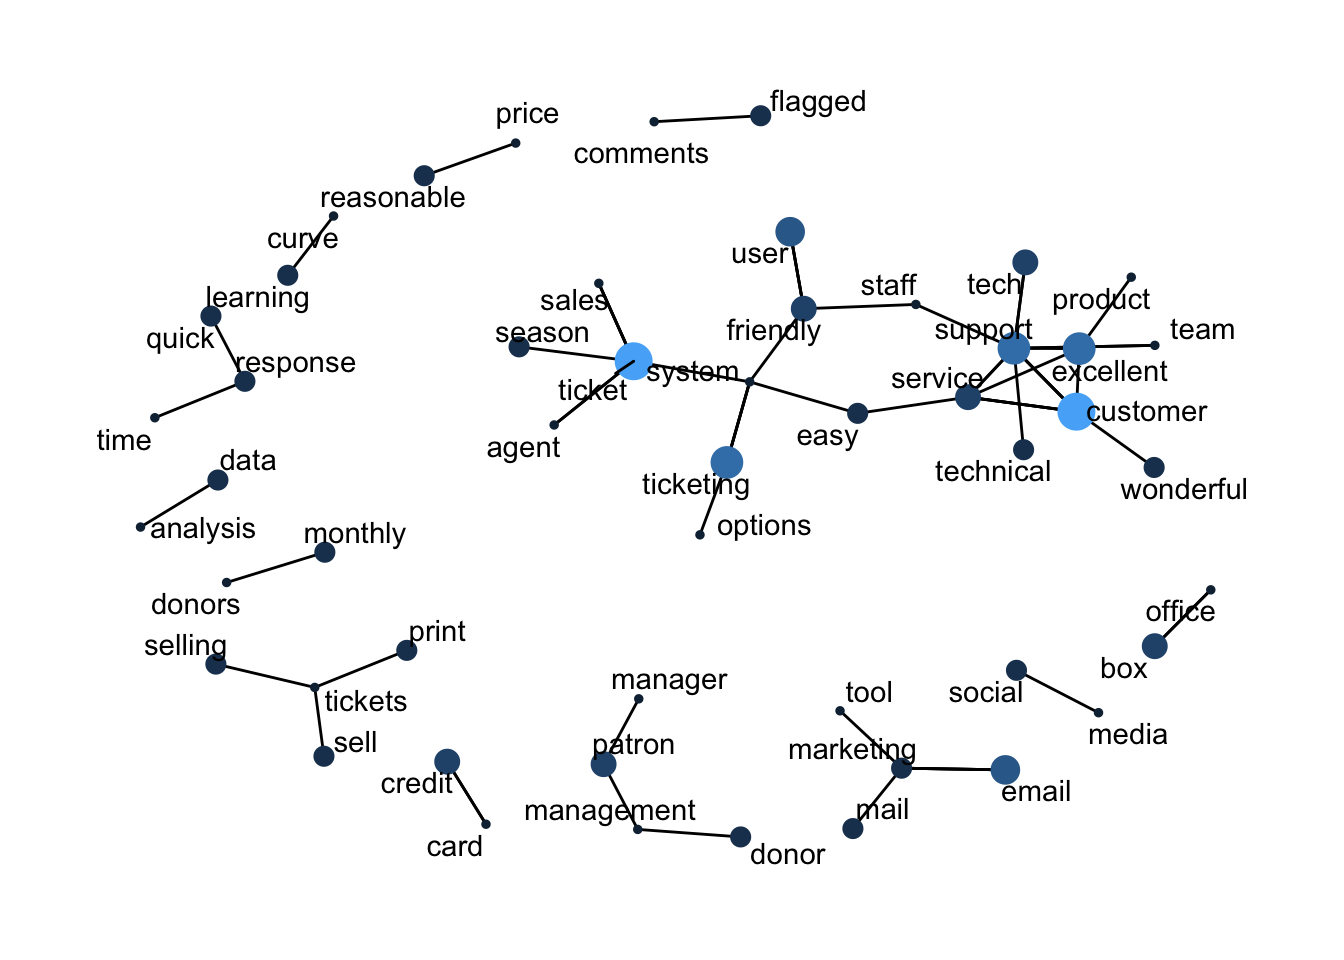 flagged
price
comments
reasonable
curve
user
staff
tech
learning
sales
product
quick
season
friendly
support
team
response
system
service
excellent
ticket
customer
time
agent
easy
data
technical
ticketing
wonderful
analysis
options
monthly
donors
office
selling
print
box
manager
tool
social
tickets
media
sell
patron
marketing
credit
email
management
mail
card
donor